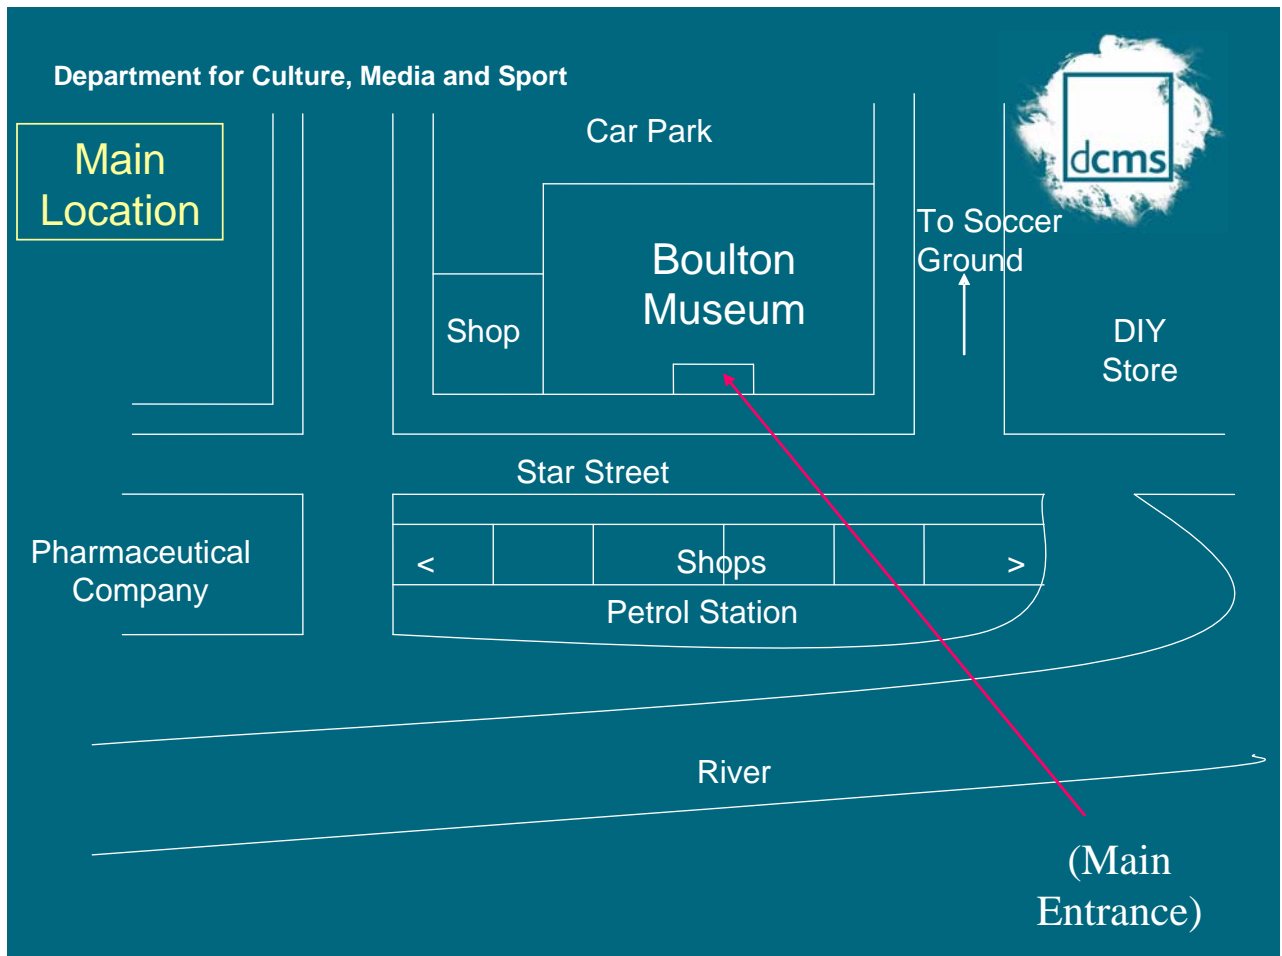 Department for Culture, Media and Sport
Main
Location
Car Park
dcms
To Soccer
Ground
Boulton
Museum
Shop
DIY
Store
Star Street
Pharmaceutical
Company
< Shops >
Petrol Station
River
(Main
Entrance)